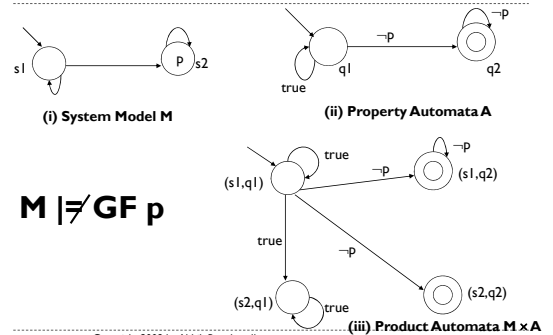 s1
p
s2
(i) System Model M
true
q1
¬p
¬p
q2
(ii) Property Automata A
M |≠ GF p
(s1,q1)
true
¬p
¬p
(s1,q2)
true
¬p
(s2,q1)
true
(s2,q2)
(iii) Product Automata M × A